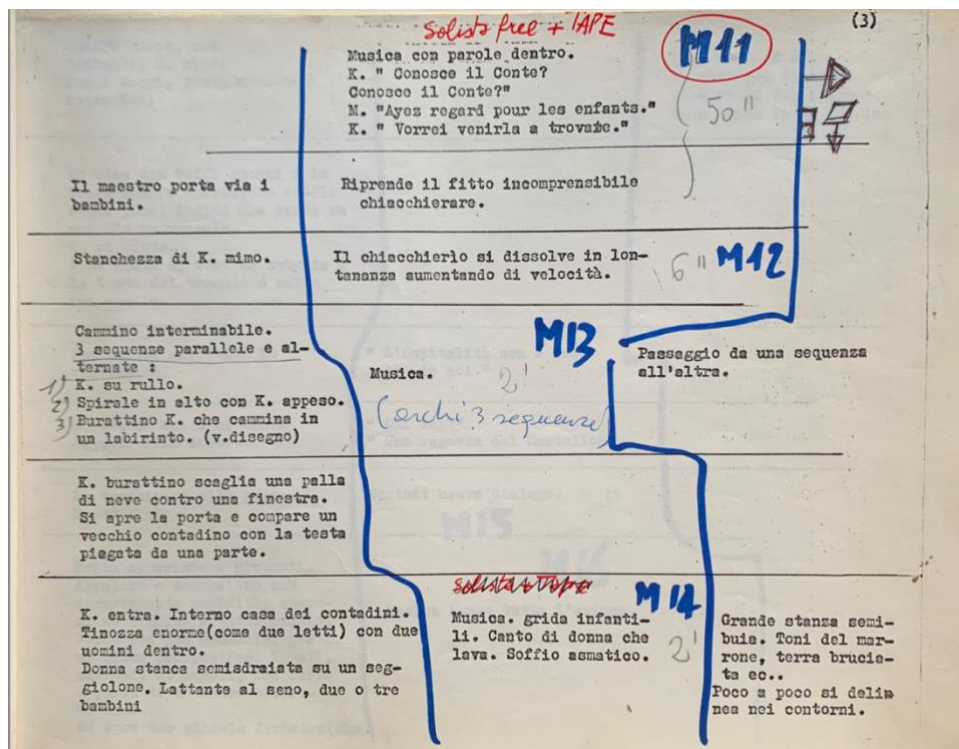 (3)
Solista free + TAPE
M11
Musica con parole dentro.
K. " Conosce il Conte?
Conosce il Conte?"
M. "Ayez regard pour les enfants."
K. " Vorrei venirla a trovare."
50"
Il maestro porta via i
bambini.
Riprende il fitto incomprensibile
chiacchierare.
Stanchezza di K. mimo.
Il chiacchierio si dissolve in lon-
tananza aumentando di velocità.
6"
M12
Cammino interminabile.
3 sequenze parallele e al-
ternate :
1) K. su rullo.
2) Spirale in alto con K. appeso.
3) Burattino K. che cammina in
un labirinto. (v.disegno)
M13
Musica.
2'
(cerchi 3 sequenze)
Passaggio da una sequenza
all'altra.
K. burattino scaglia una palla
di neve contro una finestra.
Si apre la porta e compare un
vecchio contadino con la testa
piegata da una parte.
K. entra. Interno casa dei contadini.
Tinozza enorme(come due letti) con due
uomini dentro.
Donna stanca semisdraiata su un seg-
giolone. Lattante al seno, due o tre
bambini
Solista + Tape
M14
Musica. grida infanti-
li. Canto di donna che
lava. Soffio asmatico.
2'
Grande stanza semi-
buia. Toni del mar-
rone, terra brucia-
ta ec..
Poco a poco si delin
nea nei contorni.
M15
M16